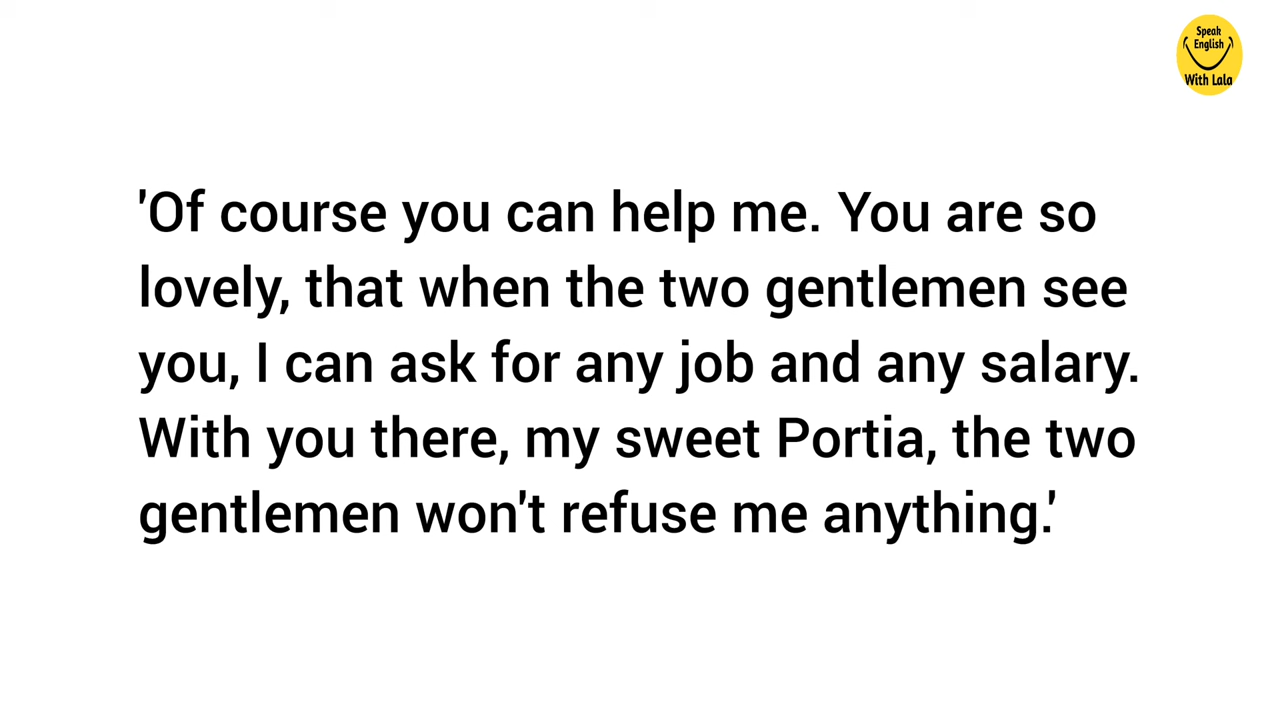 Speak
English
With Lala
'Of course you can help me. You are so
lovely, that when the two gentlemen see
you, I can ask for any job and any salary.
With you there, my sweet Portia, the two
gentlemen won't refuse me anything.'